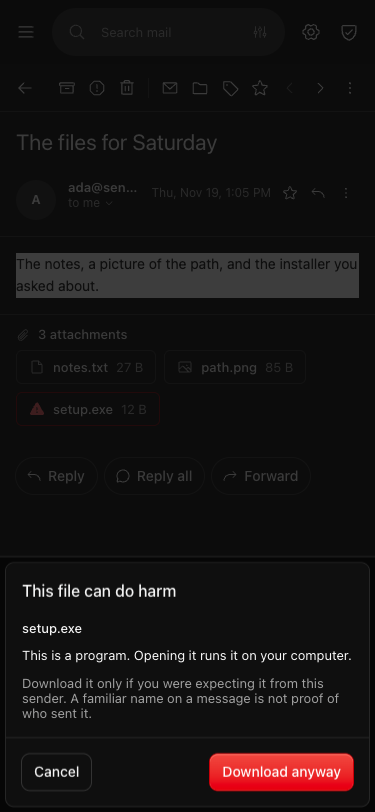 Search mail
The files for Saturday
A
ada@sen...
Thu, Nov 19, 1:05 PM
to me
The notes, a picture of the path, and the installer you
asked about.
3 attachments
notes.txt 27 B
path.png 85 B
setup.exe 12 B
Reply
Reply all
Forward
This file can do harm
setup.exe
This is a program. Opening it runs it on your computer.
Download it only if you were expecting it from this
sender. A familiar name on a message is not proof of
who sent it.
Cancel
Download anyway